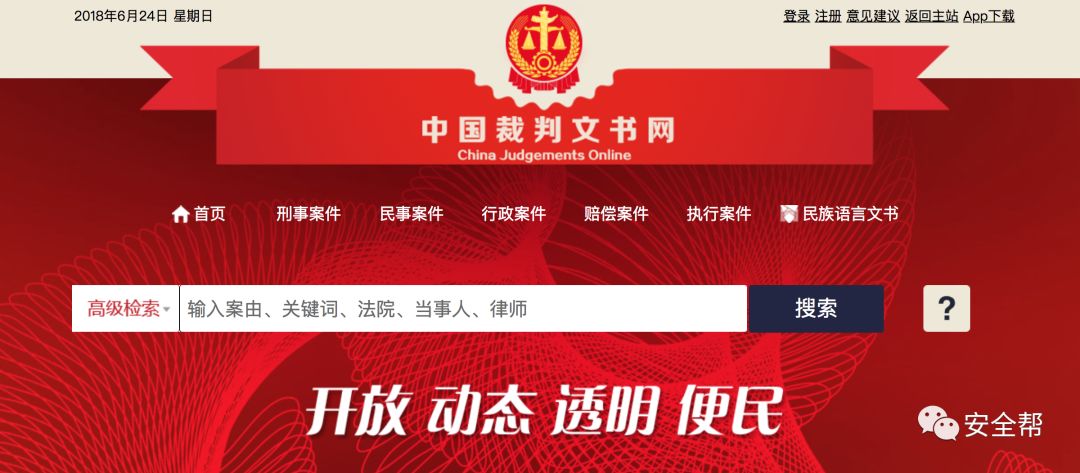 2018年6月24日 星期日
登录 注册 意见建议 返回主站 App下载
中国裁判文书网
China Judgements Online
首页 刑事案件 民事案件 行政案件 赔偿案件 执行案件 民族语言文书
高级检索 输入案由、关键词、法院、当事人、律师 搜索 ?
开放 动态 透明 便民
安全帮